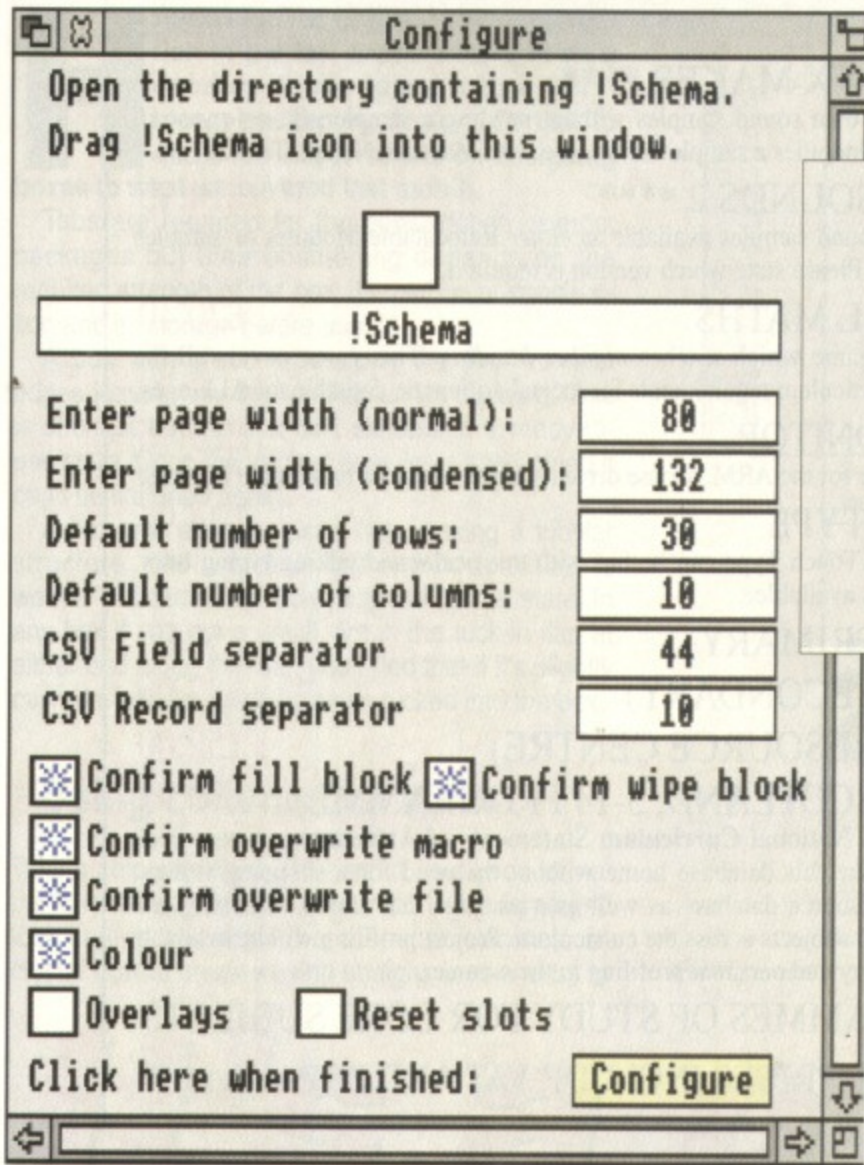 Configure
Open the directory containing !Schema.
Drag !Schema icon into this window.
!Schema
Enter page width (normal): 80
Enter page width (condensed): 132
Default number of rows: 30
Default number of columns: 10
CSV Field separator 44
CSV Record separator 10
Confirm fill block Confirm wipe block
Confirm overwrite macro
Confirm overwrite file
Colour
Overlays Reset slots
Click here when finished: Configure